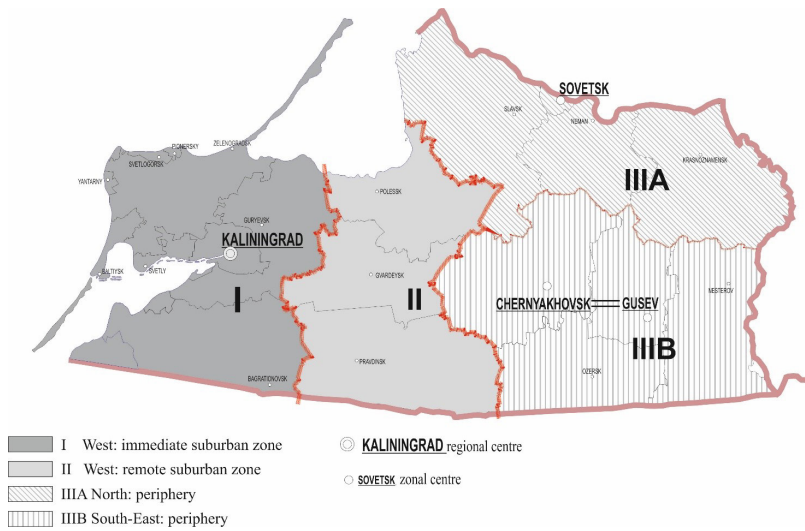 SOVETSK
SLAVSK
NEMAN
PIONERSKY
ZELENOGRADSK
SVETLOGORSK
KRASNOZNAMENSK
YANTARNY
IIIA
POLESSK
GURYEVSK
KALININGRAD
BALTIYSK
SVETLY
GVARDEYSK
NESTEROV
I
II
CHERNYAKHOVSK
GUSEV
IIIB
PRAVDINSK
OZERSK
BAGRATIONOVSK
I West: immediate suburban zone
KALININGRAD regional centre
II West: remote suburban zone
SOVETSK zonal centre
IIIA North: periphery
IIIB South-East: periphery